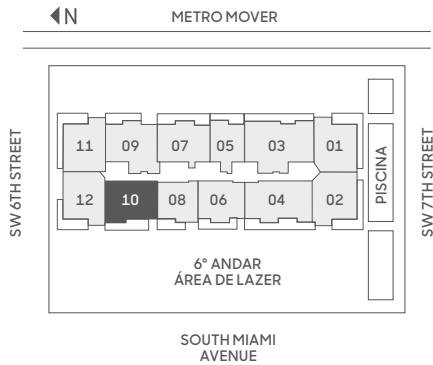 N
METRO MOVER
SW 6TH STREET
11 09 07 05 03 01
12 10 08 06 04 02
PISCINA
SW 7TH STREET
6° ANDAR
ÁREA DE LAZER
SOUTH MIAMI
AVENUE